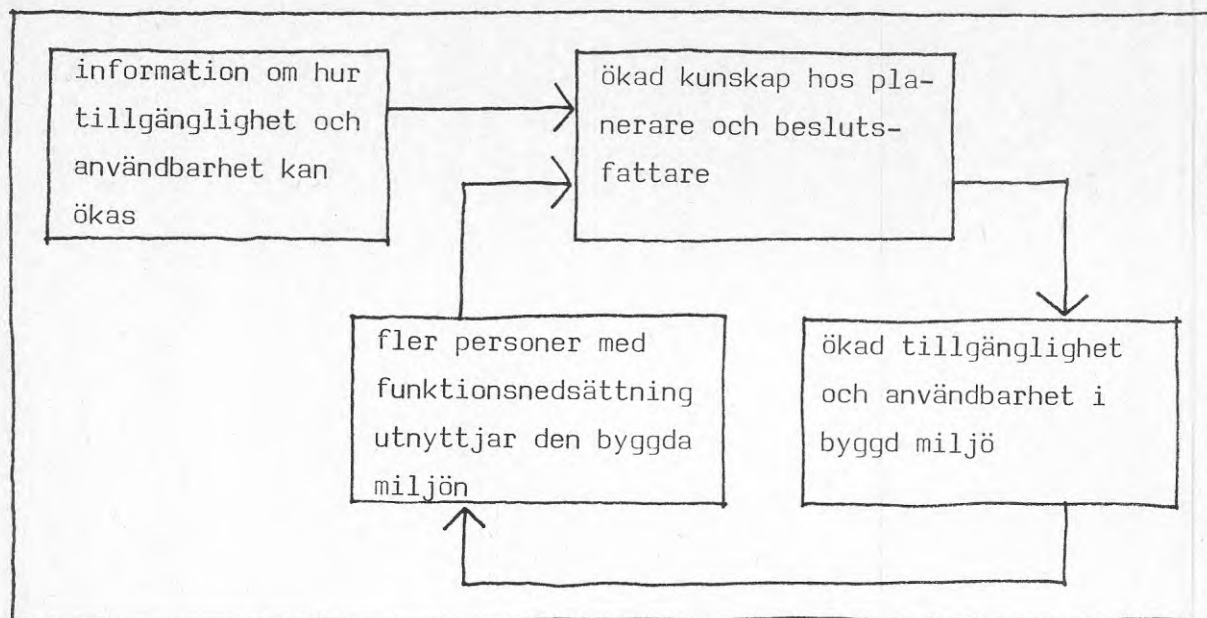 information om hur
tillgänglighet och
användbarhet kan
ökas
ökad kunskap hos pla-
nerare och besluts-
fattare
ökad tillgänglighet
och användbarhet i
byggd miljö
fler personer med
funktionsnedsättning
utnyttjar den byggda
miljön